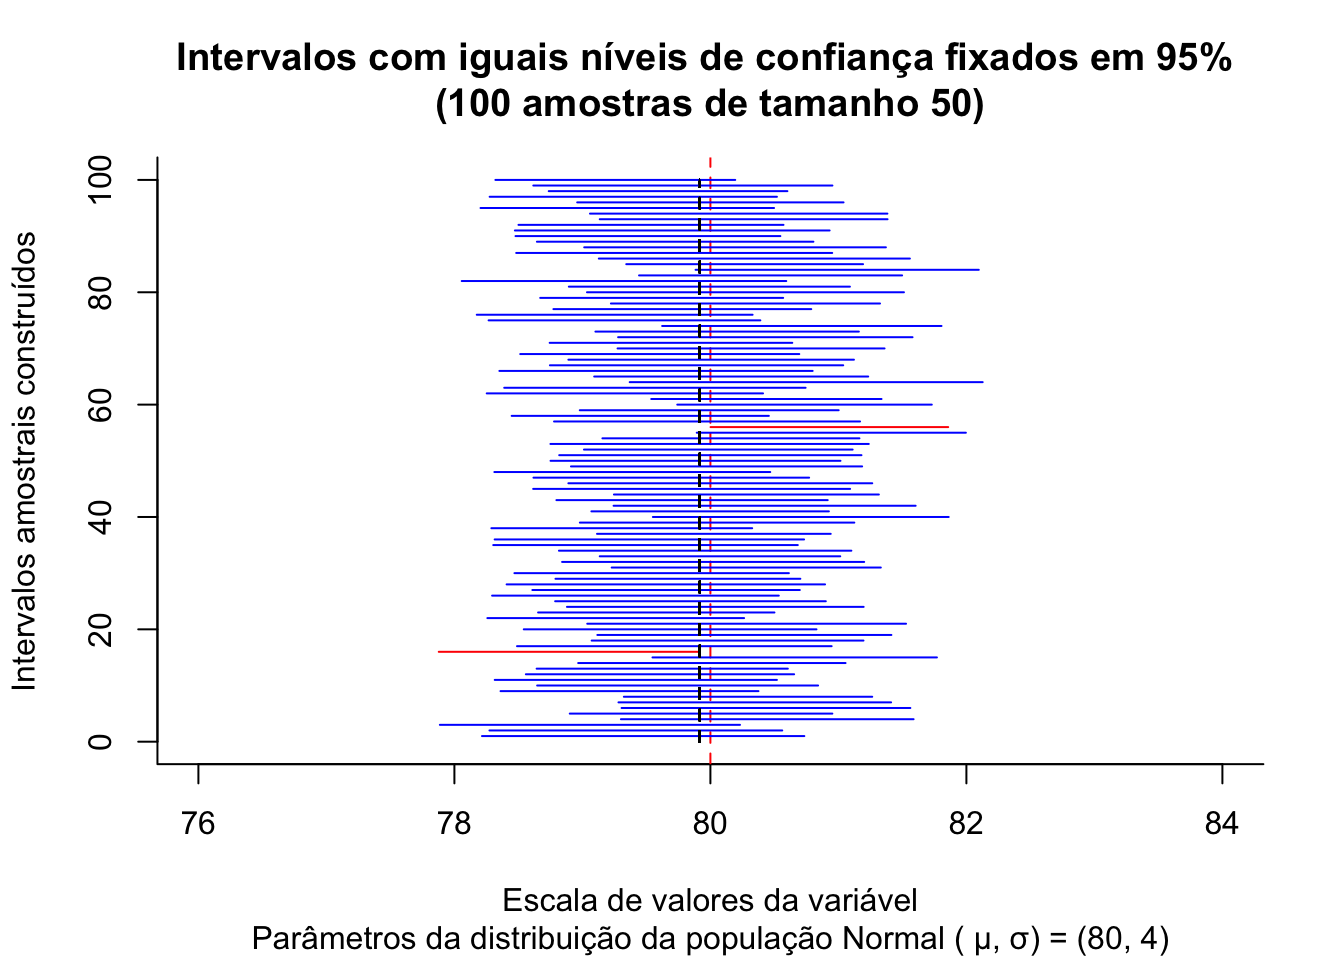 Intervalos com iguais níveis de confiança fixados em 95%
(100 amostras de tamanho 50)
Intervalos amostrais construídos
100
80
60
40
20
0
76 78 80 82 84
Escala de valores da variável
Parâmetros da distribuição da população Normal ( μ, σ) = (80, 4)